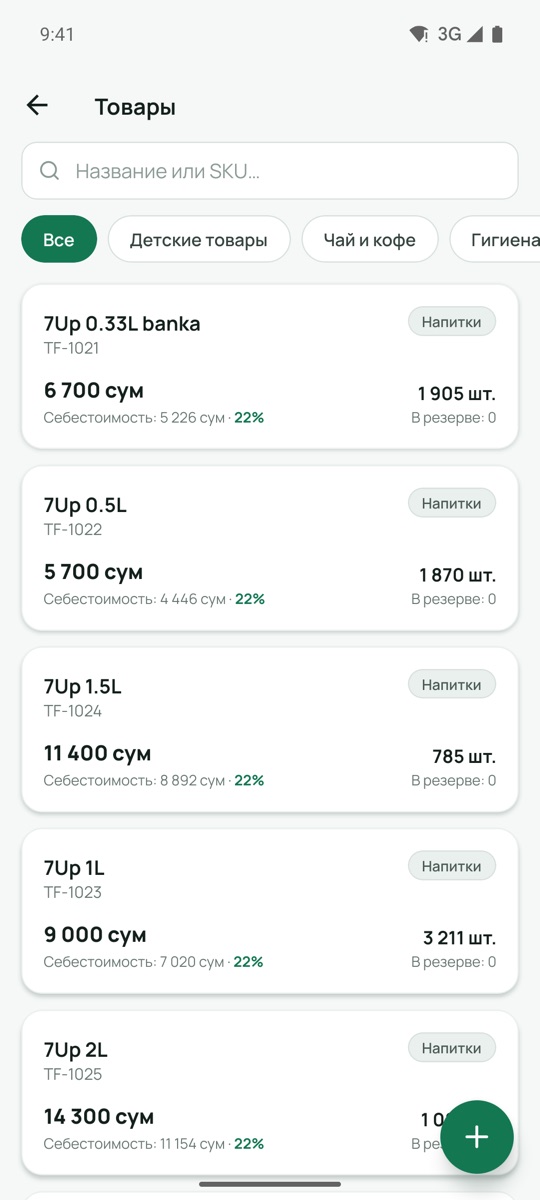 9:41
3G
Товары
Название или SKU...
Все
Детские товары
Чай и кофе
Гигиена
7Up 0.33L banka
Напитки
TF-1021
6 700 сум
1 905 шт.
Себестоимость: 5 226 сум · 22%
В резерве: 0
7Up 0.5L
Напитки
TF-1022
5 700 сум
1 870 шт.
Себестоимость: 4 446 сум · 22%
В резерве: 0
7Up 1.5L
Напитки
TF-1024
11 400 сум
785 шт.
Себестоимость: 8 892 сум · 22%
В резерве: 0
7Up 1L
Напитки
TF-1023
9 000 сум
3 211 шт.
Себестоимость: 7 020 сум · 22%
В резерве: 0
7Up 2L
Напитки
TF-1025
14 300 сум
Себестоимость: 11 154 сум · 22%
В